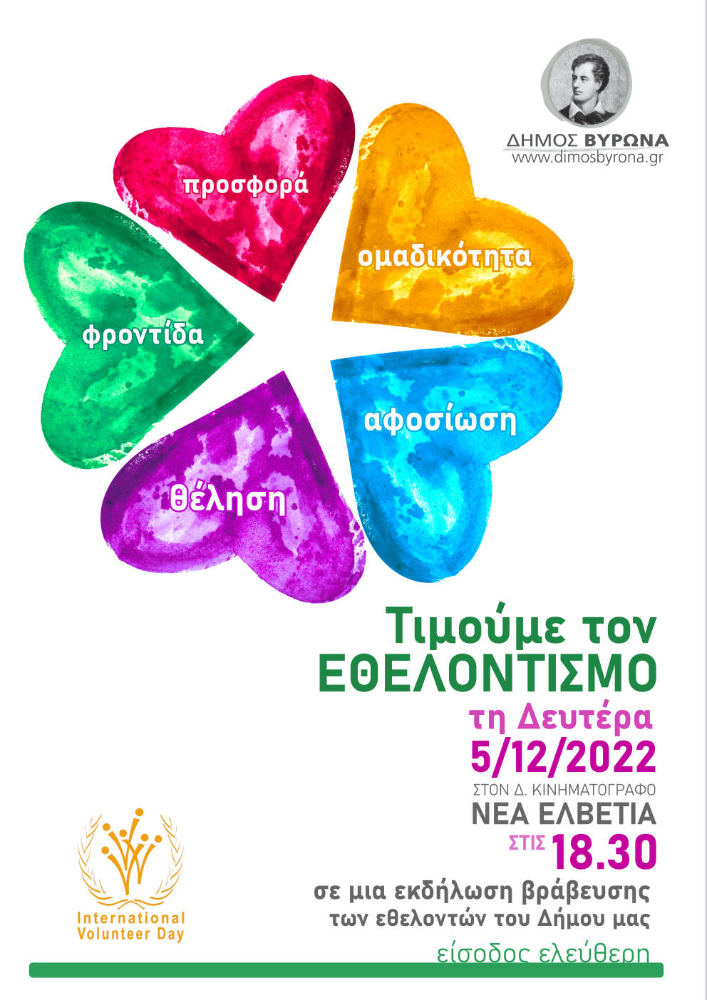 ΔΗΜΟΣ ΒΥΡΩΝΑ
www.dimosbyrona.gr
προσφορά
ομαδικότητα
φροντίδα
αφοσίωση
θέληση
Τιμούμε τον
ΕΘΕΛΟΝΤΙΣΜΟ
τη Δευτέρα
5/12/2022
ΣΤΟΝ Δ. ΚΙΝΗΜΑΤΟΓΡΑΦΟ
ΝΕΑ ΕΛΒΕΤΙΑ
ΣΤΙΣ 18.30
σε μια εκδήλωση βράβευσης
των εθελοντών του Δήμου μας
είσοδος ελεύθερη
International
Volunteer Day